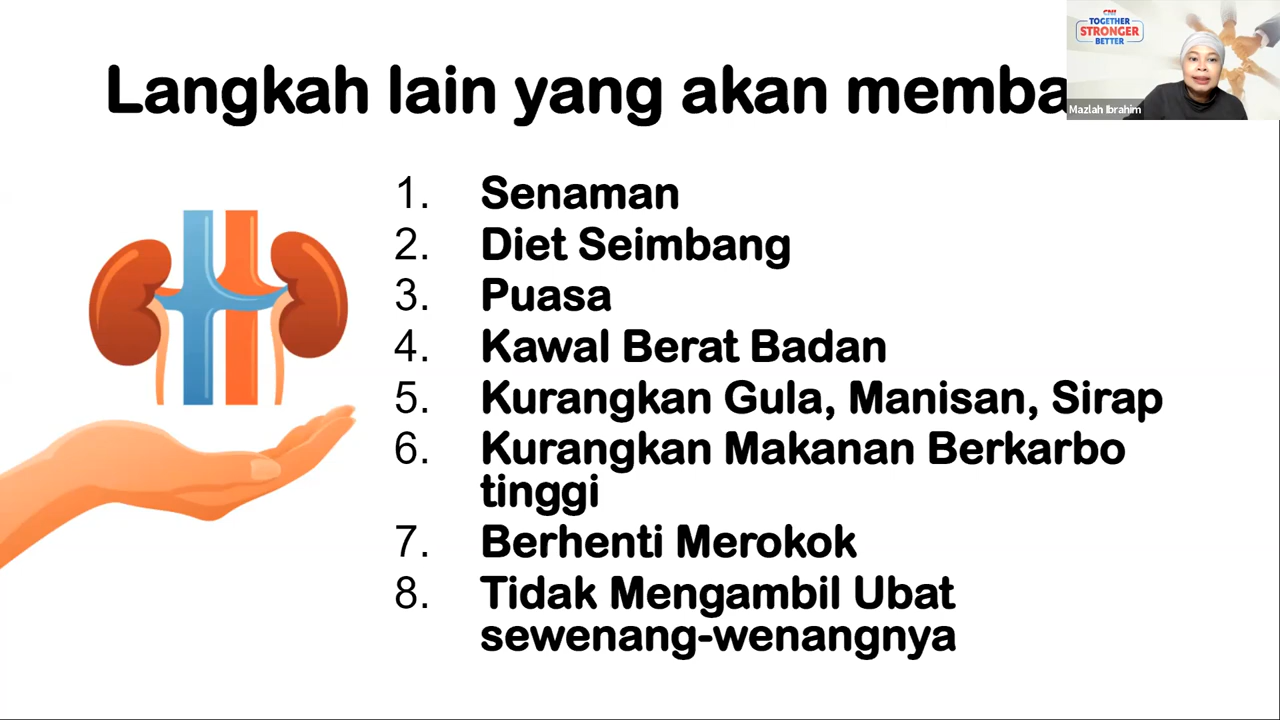 Langkah lain yang akan memba
CNI
TOGETHER
STRONGER
BETTER
Mazlah Ibrahim
1. Senaman
2. Diet Seimbang
3. Puasa
4. Kawal Berat Badan
5. Kurangkan Gula, Manisan, Sirap
6. Kurangkan Makanan Berkarbo
tinggi
7. Berhenti Merokok
8. Tidak Mengambil Ubat
sewenang-wenangnya